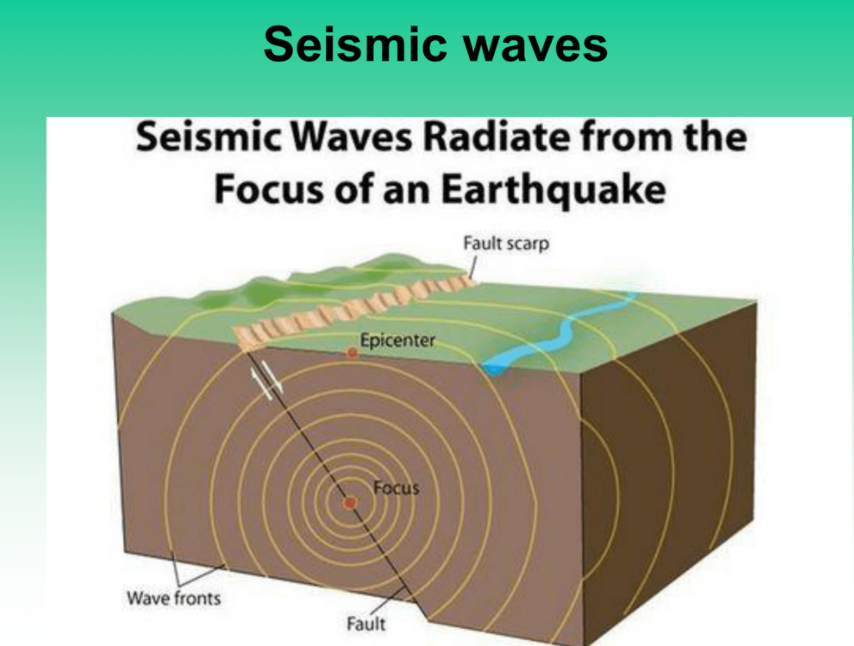 Seismic waves
Seismic Waves Radiate from the
Focus of an Earthquake
Fault scarp
Epicenter
Focus
Wave fronts
Fault